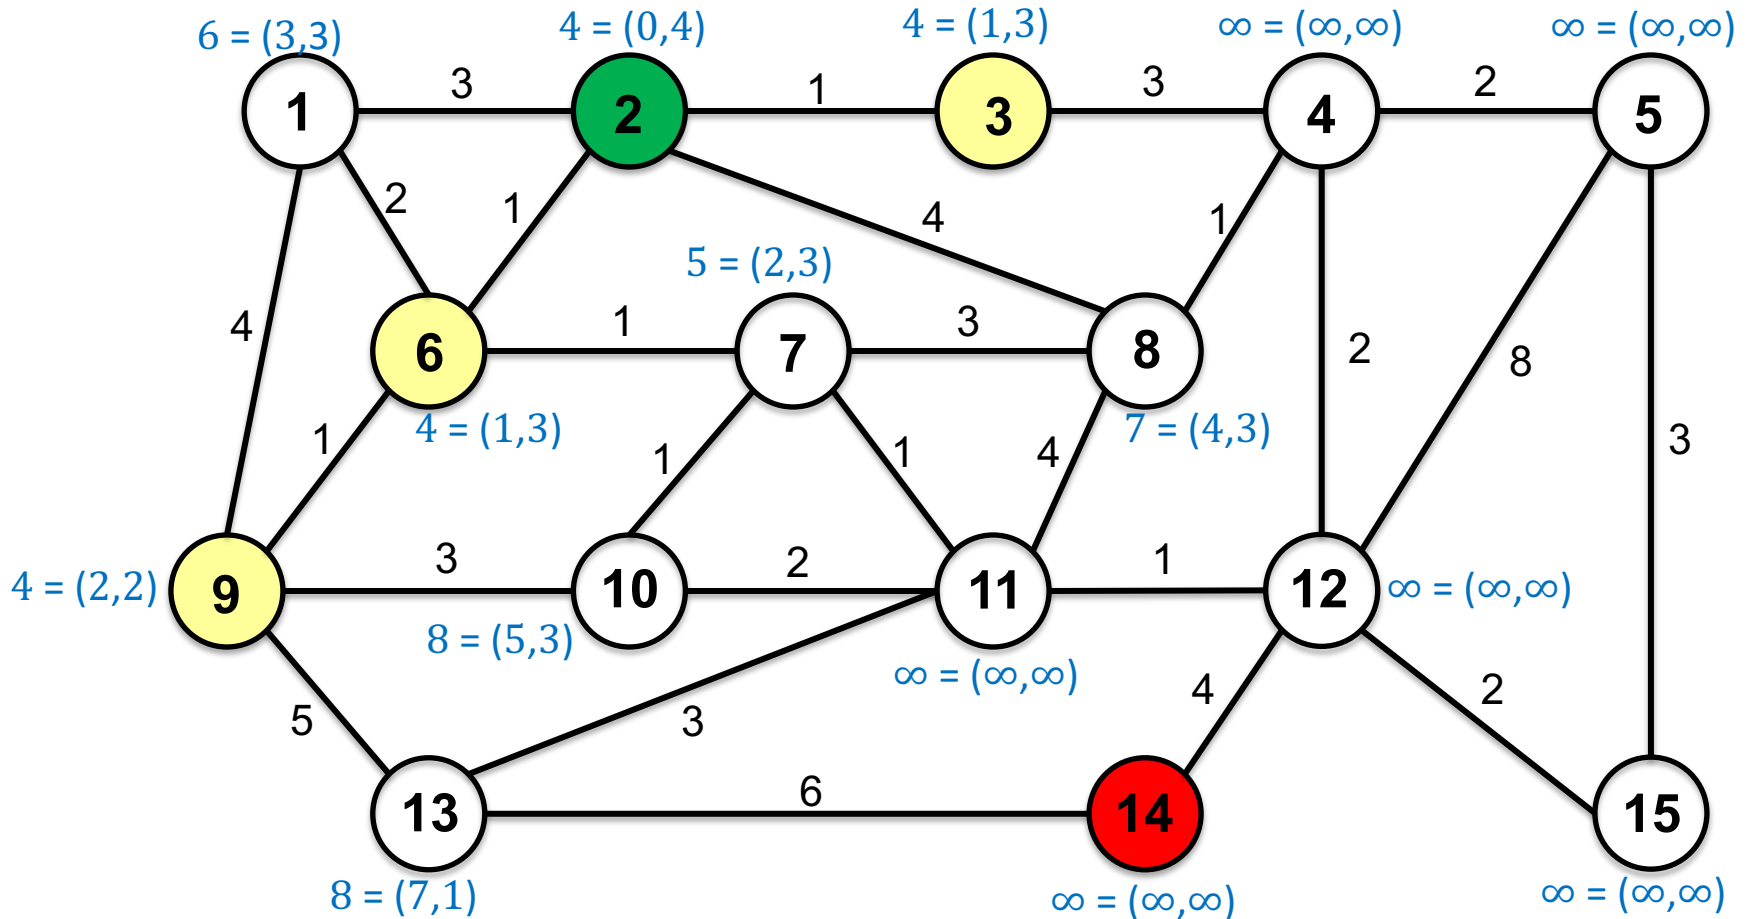 6 = (3,3)
4 = (0,4)
4 = (1,3)
∞ = (∞,∞)
∞ = (∞,∞)
1
3
2
1
3
3
4
2
5
2
1
4
1
5 = (2,3)
4
6
1
7
3
8
2
8
4 = (1,3)
7 = (4,3)
1
1
1
4
3
4 = (2,2)
9
3
10
2
11
1
12
∞ = (∞,∞)
8 = (5,3)
∞ = (∞,∞)
5
3
4
2
13
6
14
15
8 = (7,1)
∞ = (∞,∞)
∞ = (∞,∞)